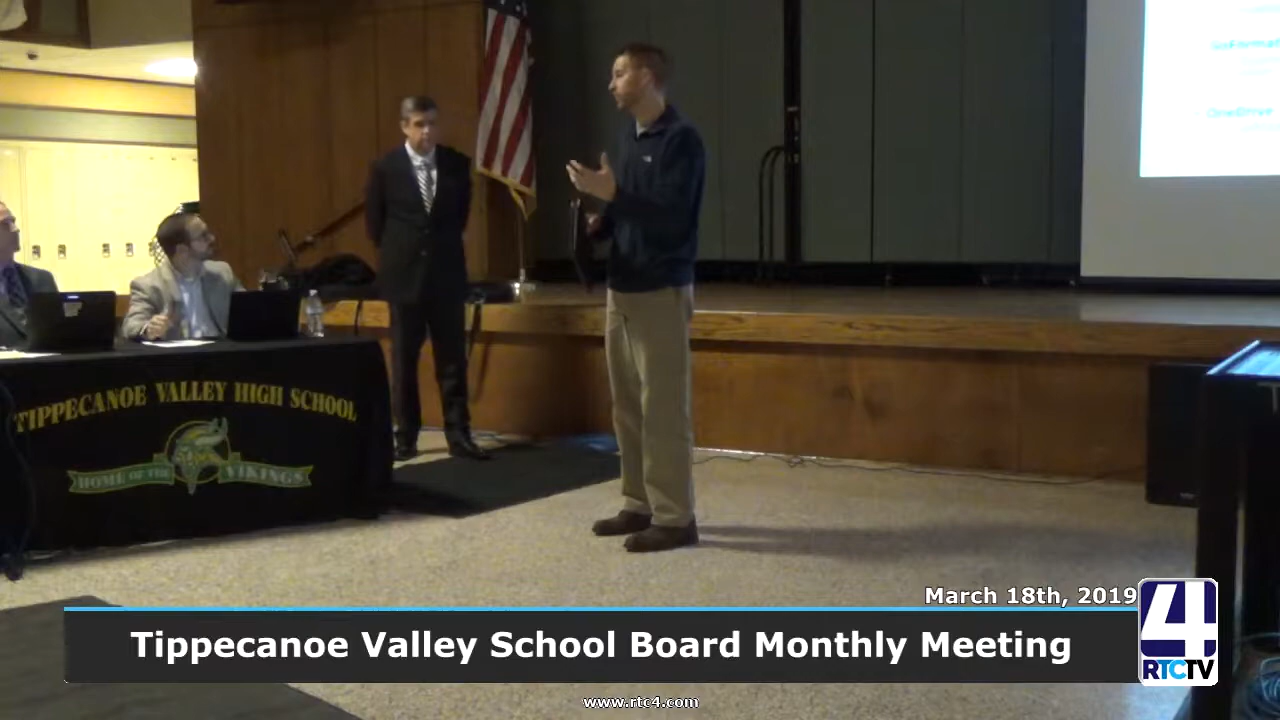 OneDrive
TIPPECANOE VALLEY HIGH SCHOOL
HOME OF THE VIKINGS
March 18th, 2019
4
RTCTV
Tippecanoe Valley School Board Monthly Meeting
www.rtc4.com